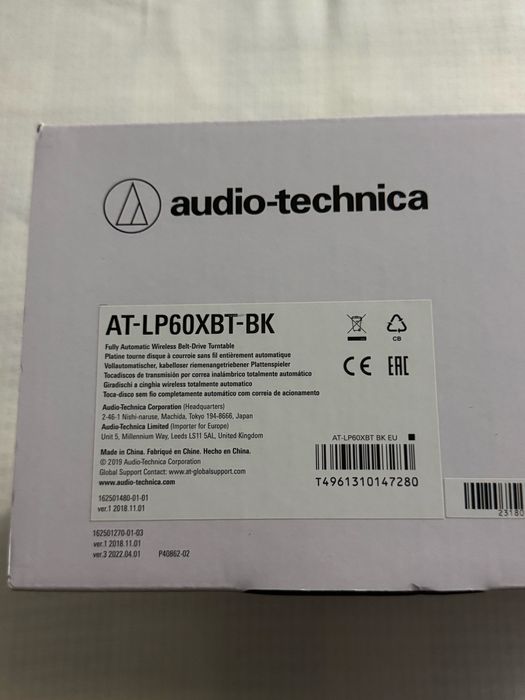 audio-technica
AT-LP60XBT-BK
Fully Automatic Wireless Belt-Drive Turntable
Platine tourne disque à courroie sans fil entièrement automatique
Vollautomatischer, kabelloser riemenangetriebener Plattenspieler
Tocadiscos de transmisión por correa inalámbrico totalmente automático
Giradischi a cinghia wireless totalmente automatico
Toca-disco sem fio completamente automático com correia de acionamento
Audio-Technica Corporation (Headquarters)
2-46-1 Nishi-naruse, Machida, Tokyo 194-8666, Japan
Audio-Technica Limited (Importer for Europe)
Unit 5, Millennium Way, Leeds LS11 5AL, United Kingdom
Made in China. Fabriqué en Chine. Hecho en China.
© 2019 Audio-Technica Corporation
Global Support Contact: www.at-globalsupport.com
www.audio-technica.com
162501480-01-01
ver.1 2018.11.01
CB
CE EAC
AT-LP60XBT BK EU
T4961310147280
23180
162501270-01-03
ver.1 2018.11.01
ver.3 2022.04.01 P40862-02